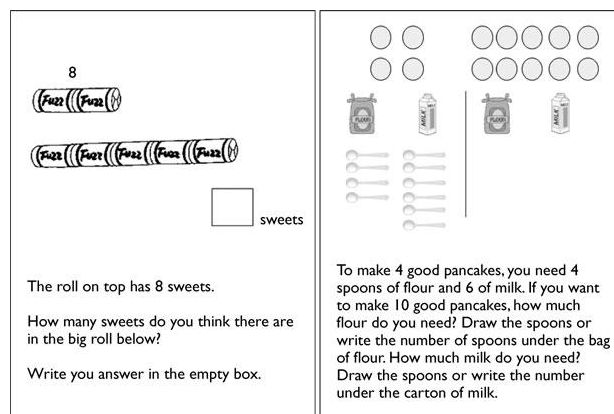 8
Fuzz Fuzz
Fuzz Fuzz Fuzz Fuzz Fuzz
sweets
The roll on top has 8 sweets.
How many sweets do you think there are
in the big roll below?
Write you answer in the empty box.
FLOUR MILK FLOUR MILK
To make 4 good pancakes, you need 4
spoons of flour and 6 of milk. If you want
to make 10 good pancakes, how much
flour do you need? Draw the spoons or
write the number of spoons under the bag
of flour. How much milk do you need?
Draw the spoons or write the number
under the carton of milk.